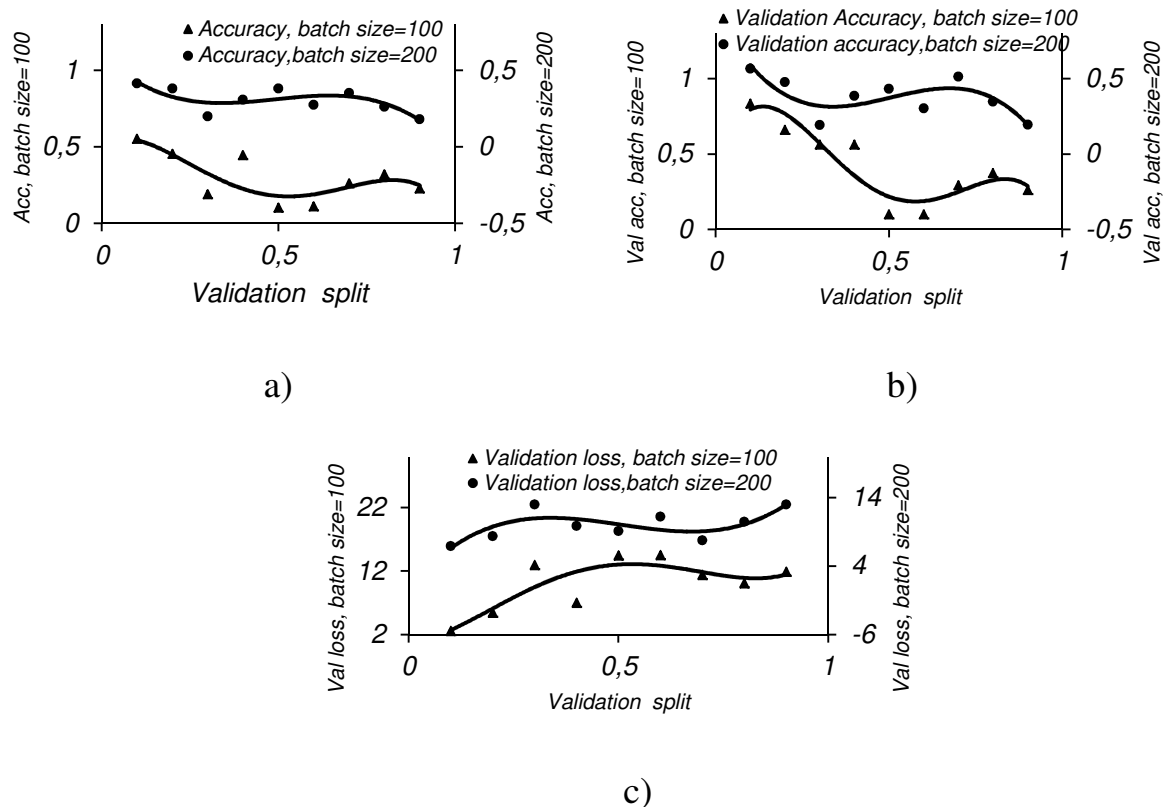 Accuracy, batch size=100
Accuracy,batch size=200
Acc, batch size=100
1
0,5
0
0,5
0
-0,5
Acc, batch size=200
0
0,5
1
Validation split
a)
Validation Accuracy, batch size=100
Validation accuracy,batch size=200
Val acc, batch size=100
1
0,5
0
0,5
0
-0,5
Val acc, batch size=200
0
0,5
1
Validation split
b)
Validation loss, batch size=100
Validation loss,batch size=200
Val loss, batch size=100
22
12
2
14
4
-6
Val loss, batch size=200
0
0,5
1
Validation split
c)